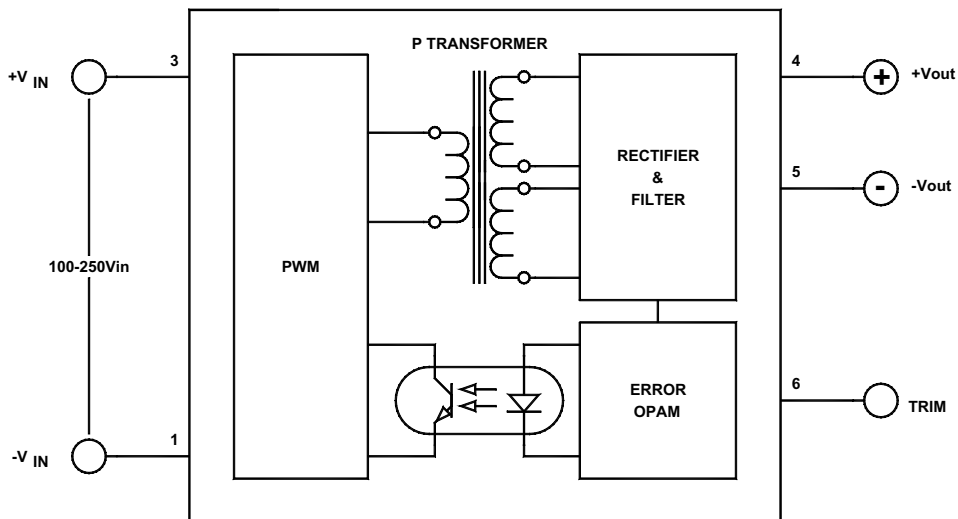 P TRANSFORMER
+V IN
3
4
+
+Vout
RECTIFIER
&
FILTER
5
-
-Vout
100-250Vin
PWM
ERROR
OPAM
6
TRIM
1
-V IN